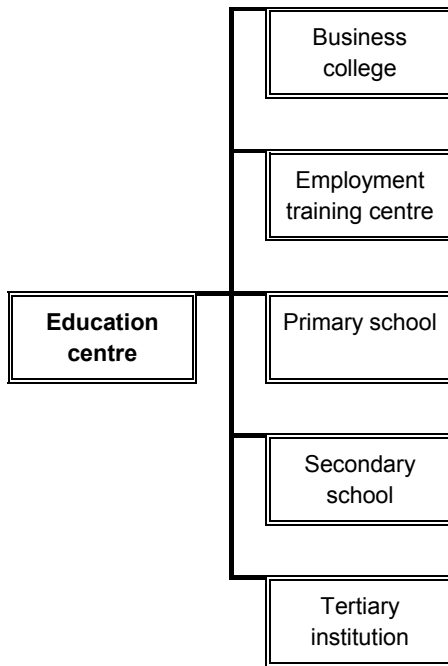 Business
college
Employment
training centre
Education
centre
Primary school
Secondary
school
Tertiary
institution